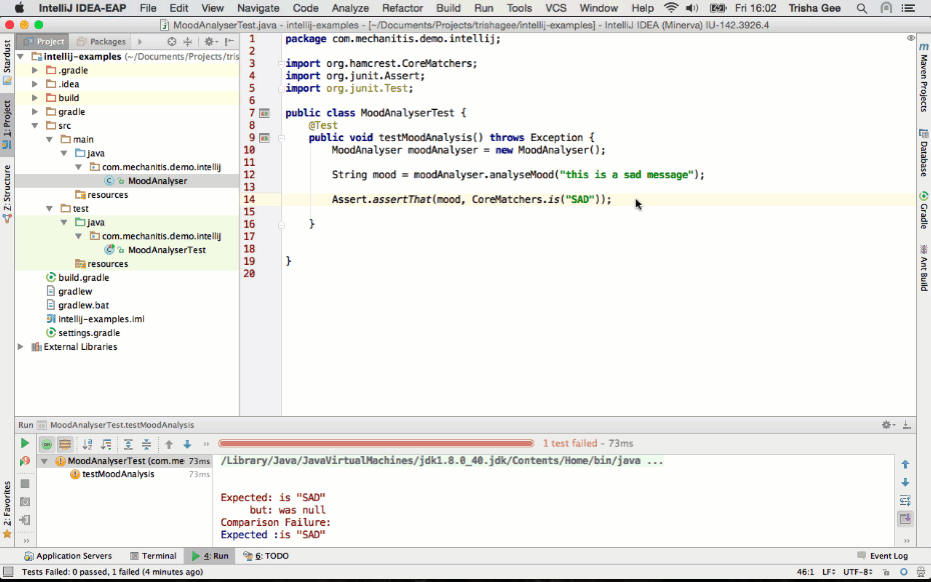 IntelliJ IDEA-EAP File Edit View Navigate Code Analyze Refactor Build Run Tools VCS Window Help Fri 16:02 Trisha Gee
MoodAnalyserTest.java - intellij-examples - [~/Documents/Projects/trishagee/intellij-examples] - IntelliJ IDEA (Minerva) IU-142.3926.4
Project Packages
Stardust
1: Project
Z: Structure
2: Favorites
intellij-examples (~/Documents/Projects/tris
.gradle
.idea
build
gradle
src
main
java
com.mechanitis.demo.intellij
MoodAnalyser
resources
test
java
com.mechanitis.demo.intellij
MoodAnalyserTest
resources
build.gradle
gradlew
gradlew.bat
intellij-examples.iml
settings.gradle
External Libraries
1 package com.mechanitis.demo.intellij;
2
3 import org.hamcrest.CoreMatchers;
4 import org.junit.Assert;
5 import org.junit.Test;
6
7 public class MoodAnalyserTest {
8 @Test
9 public void testMoodAnalysis() throws Exception {
10 MoodAnalyser moodAnalyser = new MoodAnalyser();
11
12 String mood = moodAnalyser.analyseMood("this is a sad message");
13
14 Assert.assertThat(mood, CoreMatchers.is("SAD"));
15
16 }
17
18
19 }
20
m Maven Projects
Database
Gradle
Ant Build
Run MoodAnalyserTest.testMoodAnalysis
1 test failed - 73ms
MoodAnalyserTest (com.me 73ms
testMoodAnalysis 73ms
/Library/Java/JavaVirtualMachines/jdk1.8.0_40.jdk/Contents/Home/bin/java ...
Expected: is "SAD"
but: was null
Comparison Failure:
Expected :is "SAD"
Application Servers Terminal 4: Run 6: TODO Event Log
Tests Failed: 0 passed, 1 failed (4 minutes ago) 46:1 LF UTF-8